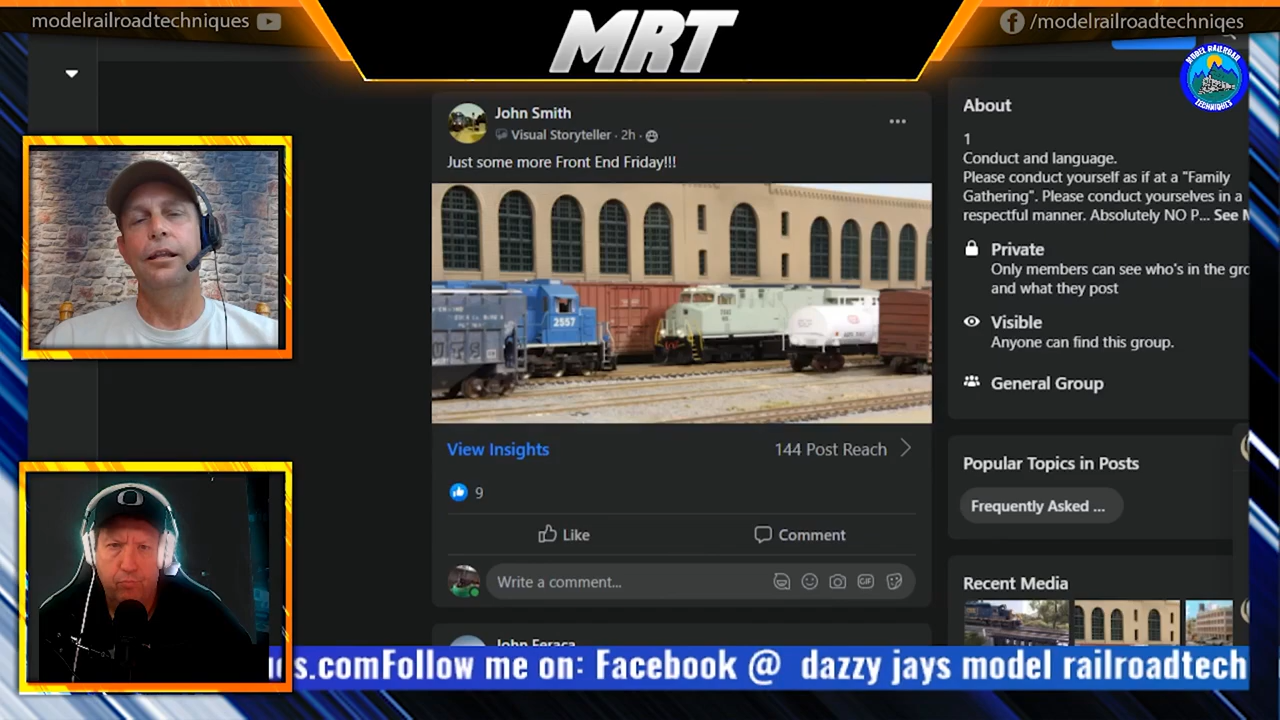 modelrailroadtechniques
MRT
/modelrailroadtechniqes
MODEL RAILROAD
TECHNIQUES
John Smith
Visual Storyteller · 2h ·
Just some more Front End Friday!!!
2557
View Insights
144 Post Reach
9
Like
Comment
Write a comment...
GIF
John Feraca
About
1
Conduct and language.
Please conduct yourself as if at a "Family
Gathering". Please conduct yourselves in a
respectful manner. Absolutely NO P... See M
Private
Only members can see who's in the gro
and what they post
Visible
Anyone can find this group.
General Group
Popular Topics in Posts
Frequently Asked ...
Recent Media
s.comFollow me on: Facebook @ dazzy jays model railroadtech